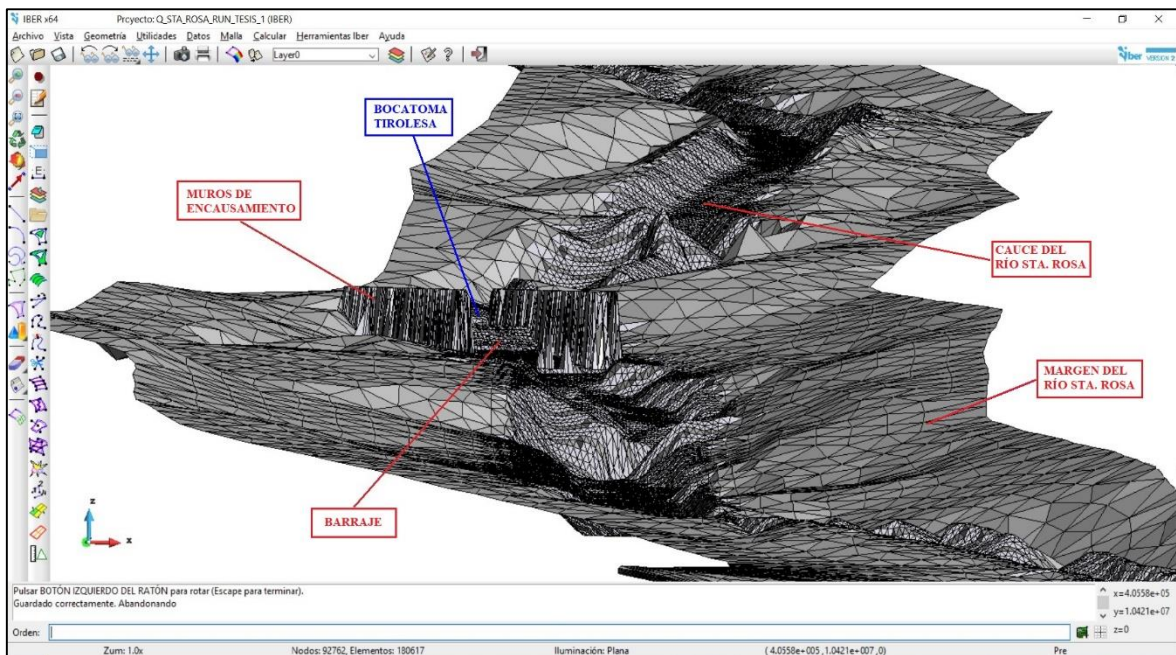 IBER x64 Proyecto: Q_STA_ROSA_RUN_TESIS_1 (IBER)
Archivo Vista Geometría Utilidades Datos Malla Calcular Herramientas Iber Ayuda
Layer0
Iber VERSION 2
BOCATOMA
TIROLESA
MUROS DE
ENCAUSAMIENTO
CAUCE DEL
RÍO STA. ROSA
MARGEN DEL
RÍO STA. ROSA
BARRAJE
z
x
Pulsar BOTÓN IZQUIERDO DEL RATÓN para rotar (Escape para terminar).
Guardado correctamente. Abandonando
x=4.0558e+05
y=1.0421e+07
z=0
Orden:
Zum: 1.0x Nodos: 92762, Elementos: 180617 Iluminación: Plana ( 4.0558e+005,1.0421e+007,0) Pre